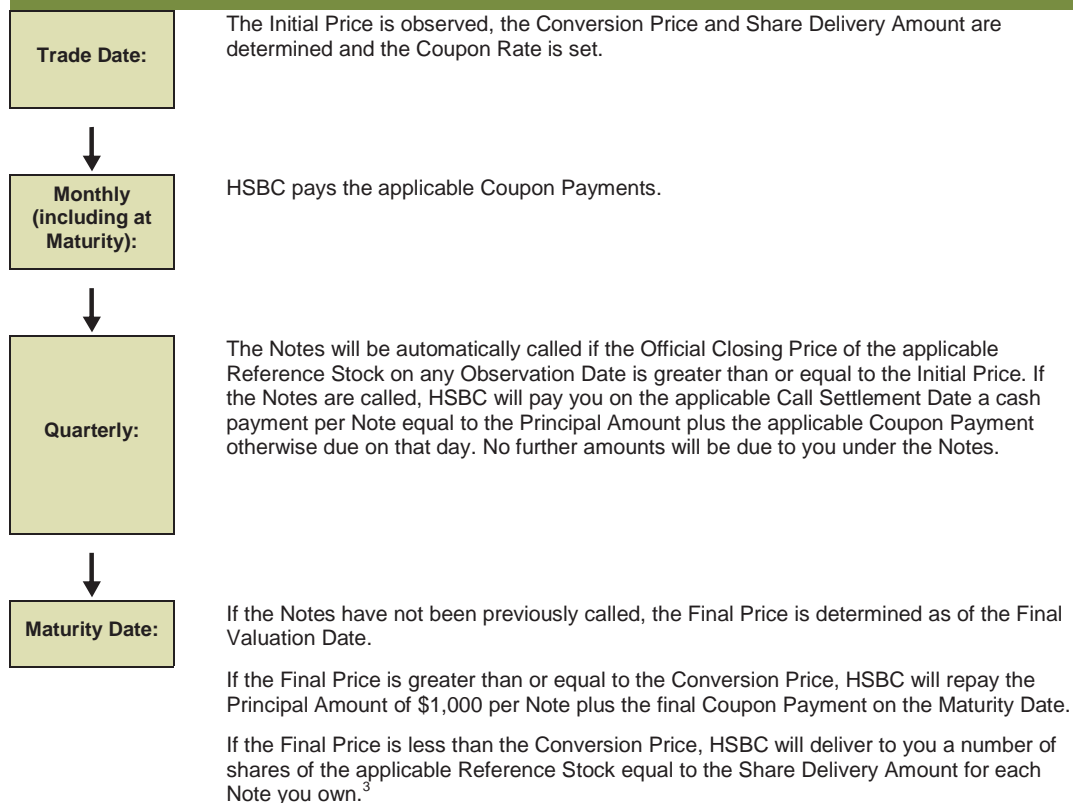 Trade Date:
The Initial Price is observed, the Conversion Price and Share Delivery Amount are
determined and the Coupon Rate is set.
Monthly
(including at
Maturity):
HSBC pays the applicable Coupon Payments.
Quarterly:
The Notes will be automatically called if the Official Closing Price of the applicable
Reference Stock on any Observation Date is greater than or equal to the Initial Price. If
the Notes are called, HSBC will pay you on the applicable Call Settlement Date a cash
payment per Note equal to the Principal Amount plus the applicable Coupon Payment
otherwise due on that day. No further amounts will be due to you under the Notes.
Maturity Date:
If the Notes have not been previously called, the Final Price is determined as of the Final
Valuation Date.
If the Final Price is greater than or equal to the Conversion Price, HSBC will repay the
Principal Amount of $1,000 per Note plus the final Coupon Payment on the Maturity Date.
If the Final Price is less than the Conversion Price, HSBC will deliver to you a number of
shares of the applicable Reference Stock equal to the Share Delivery Amount for each
Note you own.3